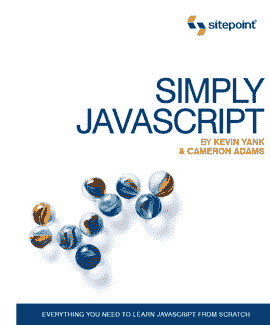 sitepoint
SIMPLY
JAVASCRIPT
BY KEVIN YANK
& CAMERON ADAMS
EVERYTHING YOU NEED TO LEARN JAVASCRIPT FROM SCRATCH